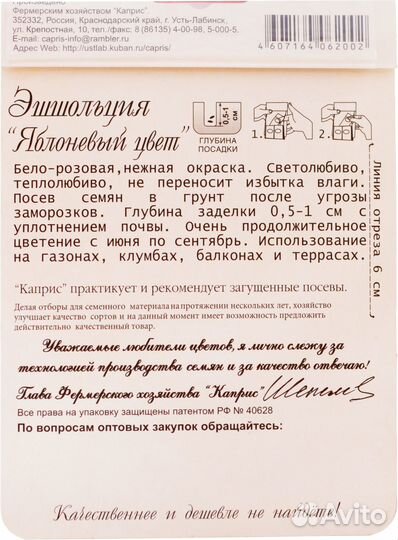 Произведено
Фермерским хозяйством "Каприс".
352332, Россия, Краснодарский край, г. Усть-Лабинск,
ул. Крепостная, 10, тел./факс: 8 (86135) 4-00-98, 5-000-5.
E-mail: capris-info@rambler.ru
Адрес Web: http://ustlab.kuban.ru/capris/
4 607164 062002
Эшшольция
"Яблоневый цвет"
0,5-1
см
ГЛУБИНА
ПОСАДКИ
1.
2.
Бело-розовая,нежная окраска. Светолюбиво,
теплолюбиво, не переносит избытка влаги.
Посев семян в грунт после угрозы
заморозков. Глубина заделки 0,5-1 см с
уплотнением почвы. Очень продолжительное
цветение с июня по сентябрь. Использование
на газонах, клумбах, балконах и террасах.
Линия отреза 6 см
"Каприс" практикует и рекомендует загущенные посевы.
Делая отборы для семенного материала на протяжении нескольких лет, хозяйство
улучшает качество сортов и на данный момент имеет возможность предложить
действительно качественный товар.
Уважаемые любители цветов, я лично слежу за
технологией производства семян и за качество отвечаю!
Глава Фермерского хозяйства "Каприс"
Все права на упаковку защищены патентом РФ № 40628
По вопросам оптовых закупок обращайтесь:
Качественнее и дешевле не найдёте!
Avito